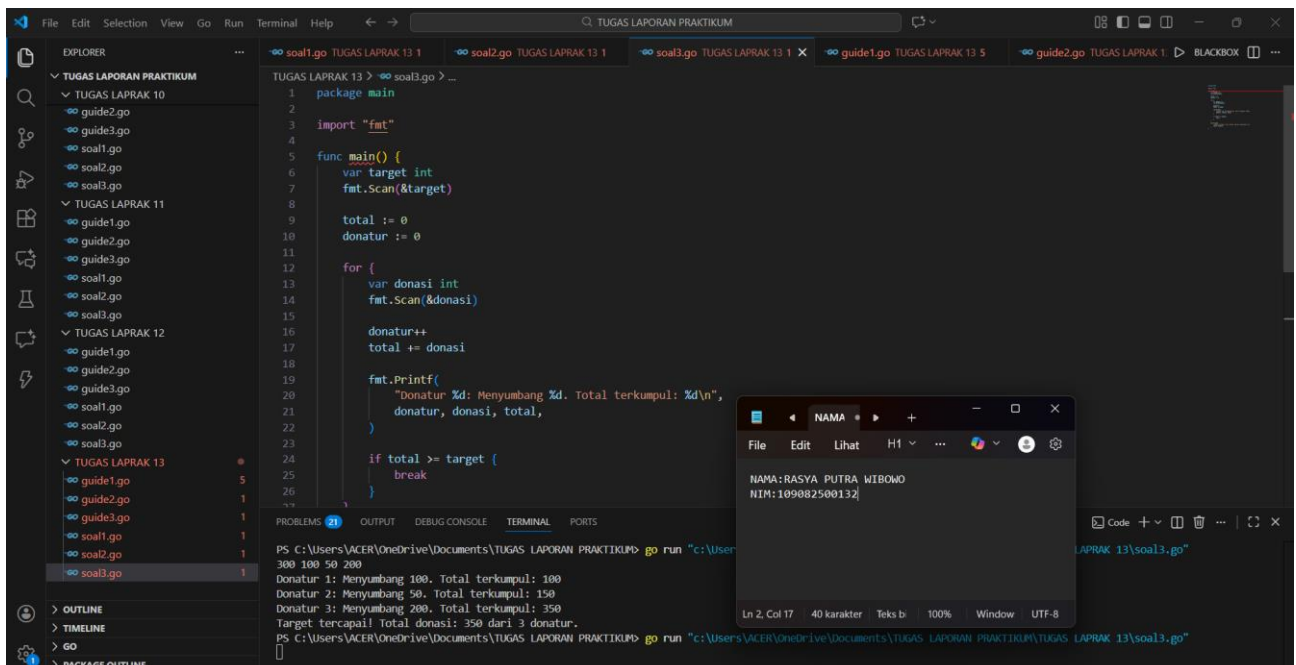 File Edit Selection View Go Run Terminal Help
TUGAS LAPORAN PRAKTIKUM
EXPLORER
TUGAS LAPORAN PRAKTIKUM
TUGAS LAPRAK 10
guide2.go
guide3.go
soal1.go
soal2.go
soal3.go
TUGAS LAPRAK 11
guide1.go
guide2.go
guide3.go
soal1.go
soal2.go
soal3.go
TUGAS LAPRAK 12
guide1.go
guide2.go
guide3.go
soal1.go
soal2.go
soal3.go
TUGAS LAPRAK 13
guide1.go 5
guide2.go 1
guide3.go 1
soal1.go 1
soal2.go 1
soal3.go 1
OUTLINE
TIMELINE
GO
PACKAGE OUTLINE
soal1.go TUGAS LAPRAK 13 1
soal2.go TUGAS LAPRAK 13 1
soal3.go TUGAS LAPRAK 13 1
guide1.go TUGAS LAPRAK 13 5
guide2.go TUGAS LAPRAK 1
BLACKBOX
TUGAS LAPRAK 13 > soal3.go > ...
1 package main
2
3 import "fmt"
4
5 func main() {
6 var target int
7 fmt.Scan(&target)
8
9 total := 0
10 donatur := 0
11
12 for {
13 var donasi int
14 fmt.Scan(&donasi)
15
16 donatur++
17 total += donasi
18
19 fmt.Printf(
20 "Donatur %d: Menyumbang %d. Total terkumpul: %d\n",
21 donatur, donasi, total,
22 )
23
24 if total >= target {
25 break
26 }
27 }
PROBLEMS 21 OUTPUT DEBUG CONSOLE TERMINAL PORTS
Code
PS C:\Users\ACER\OneDrive\Documents\TUGAS LAPORAN PRAKTIKUM> go run "c:\User LAPRAK 13\soal3.go"
300 100 50 200
Donatur 1: Menyumbang 100. Total terkumpul: 100
Donatur 2: Menyumbang 50. Total terkumpul: 150
Donatur 3: Menyumbang 200. Total terkumpul: 350
Target tercapai! Total donasi: 350 dari 3 donatur.
PS C:\Users\ACER\OneDrive\Documents\TUGAS LAPORAN PRAKTIKUM> go run "c:\Users\ACER\OneDrive\Documents\TUGAS LAPORAN PRAKTIKUM\TUGAS LAPRAK 13\soal3.go"
NAMA
File Edit Lihat H1
NAMA:RASYA PUTRA WIBOWO
NIM:109082500132
Ln 2, Col 17 40 karakter Teks bi 100% Window UTF-8